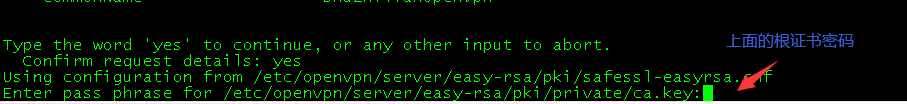 Type the word 'yes' to continue, or any other input to abort.
上面的根证书密码
Confirm request details: yes
Using configuration from /etc/openvpn/server/easy-rsa/pki/safessl-easyrsa.cnf
Enter pass phrase for /etc/openvpn/server/easy-rsa/pki/private/ca.key: